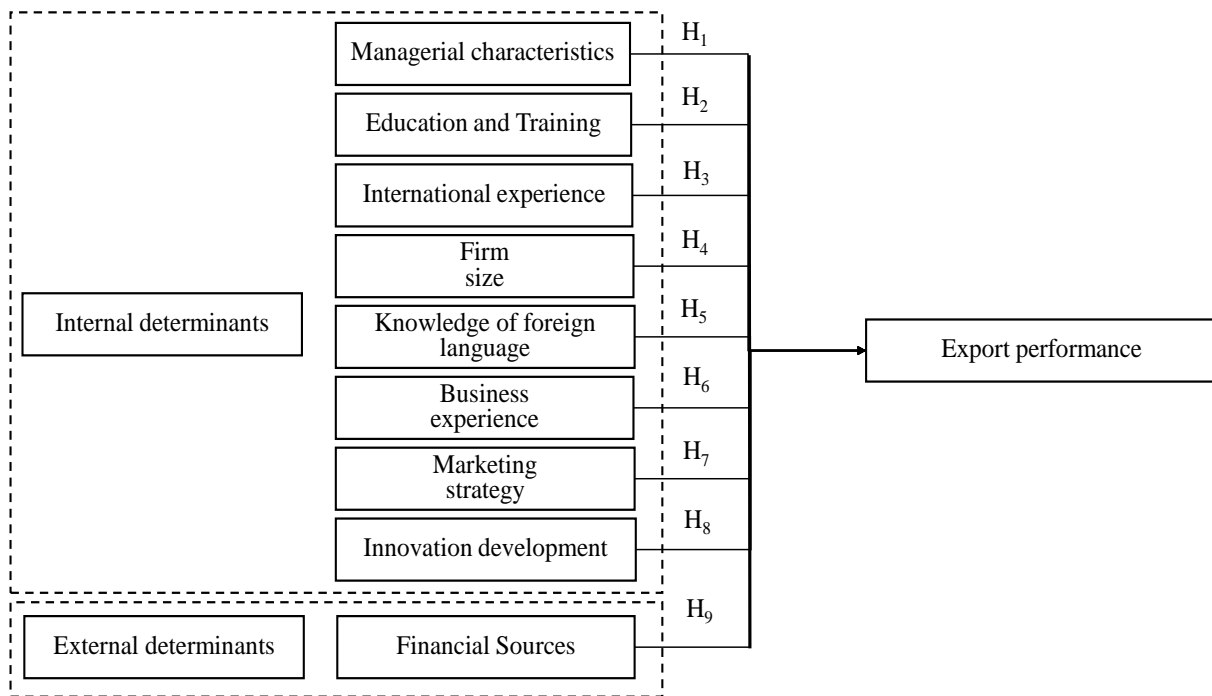 Managerial characteristics
H₁
Education and Training
H₂
International experience
H₃
Firm
size
H₄
Internal determinants
Knowledge of foreign
language
H₅
Export performance
Business
experience
H₆
Marketing
strategy
H₇
Innovation development
H₈
External determinants
Financial Sources
H₉